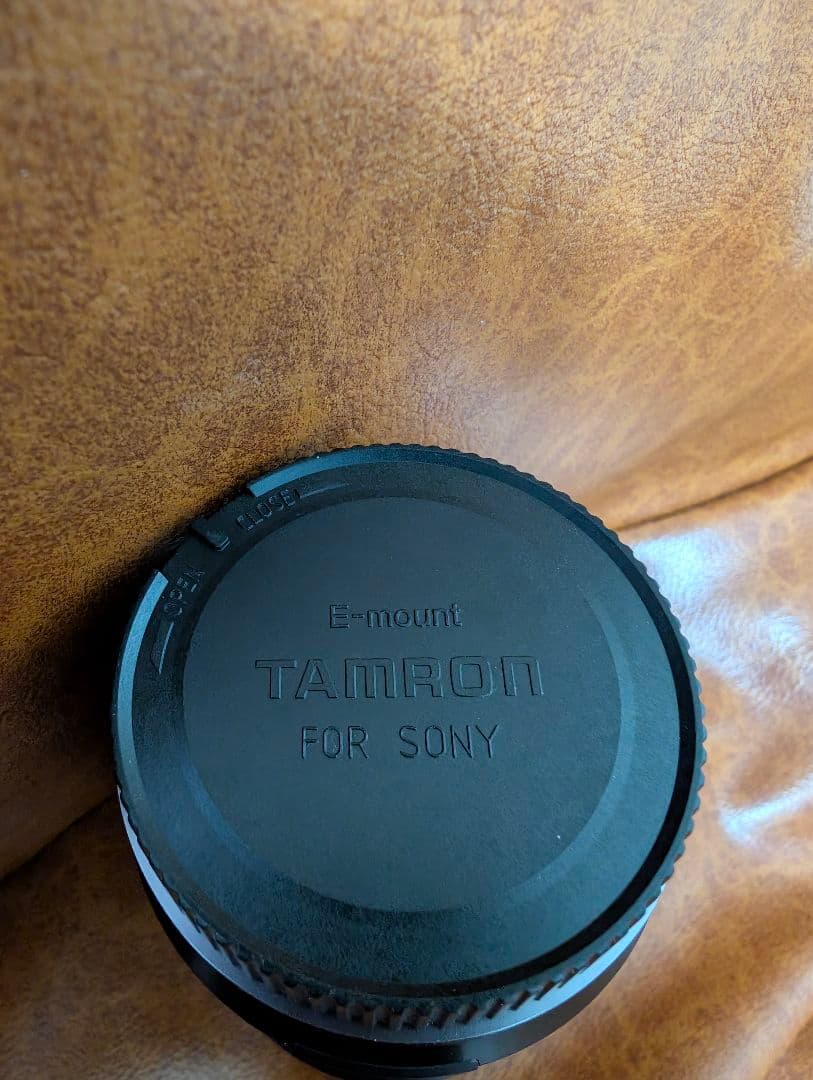 CLOSE
OPEN
E-mount
TAMRON
FOR SONY